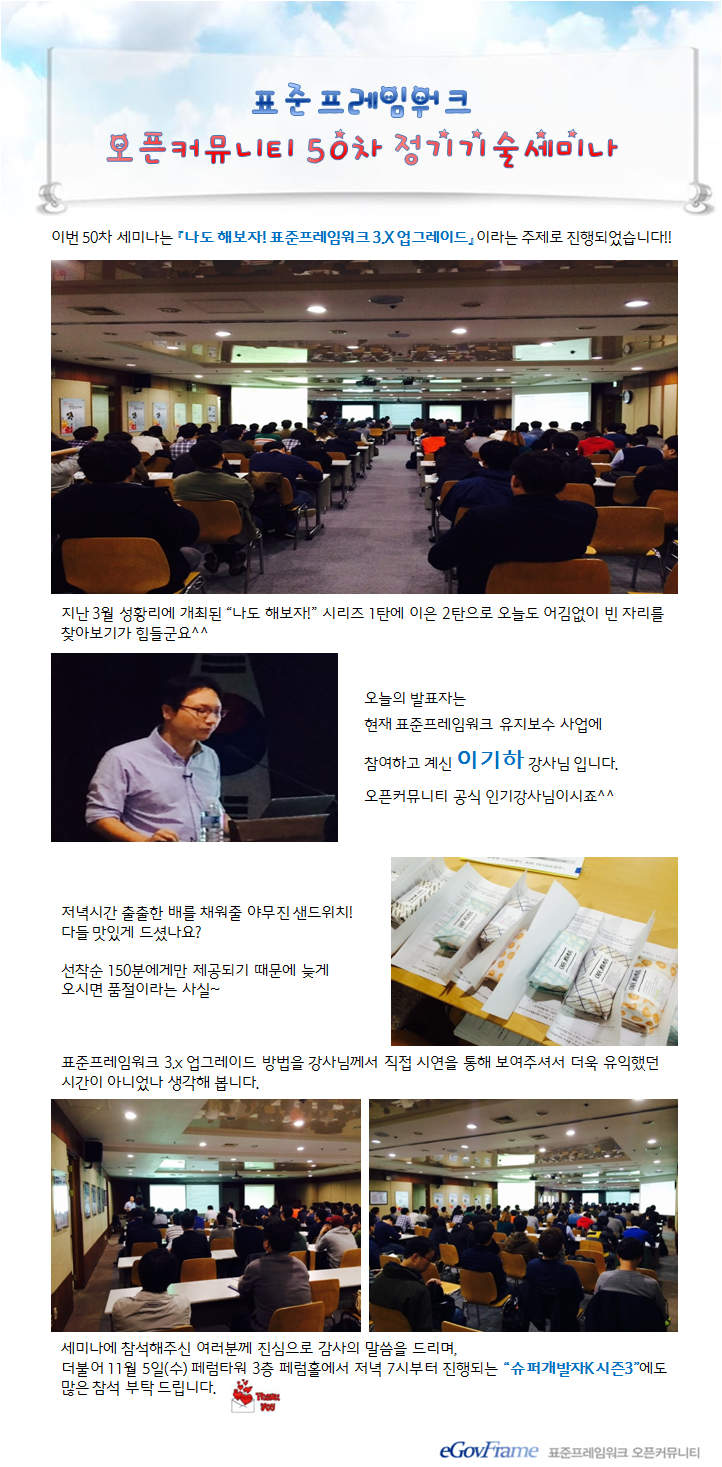 표준프레임워크
오픈커뮤니티 50차 정기기술세미나
이번 50차 세미나는 『나도 해보자! 표준프레임워크 3.X 업그레이드』 이라는 주제로 진행되었습니다!!
지난 3월 성황리에 개최된 “나도 해보자!” 시리즈 1탄에 이은 2탄으로 오늘도 어김없이 빈 자리를
찾아보기가 힘들군요^^
오늘의 발표자는
현재 표준프레임워크 유지보수 사업에
참여하고 계신 이기하 강사님 입니다.
오픈커뮤니티 공식 인기강사님이시죠^^
저녁시간 출출한 배를 채워줄 야무진 샌드위치!
다들 맛있게 드셨나요?
선착순 150분에게만 제공되기 때문에 늦게
오시면 품절이라는 사실~
표준프레임워크 3.x 업그레이드 방법을 강사님께서 직접 시연을 통해 보여주셔서 더욱 유익했던
시간이 아니었나 생각해 봅니다.
세미나에 참석해주신 여러분께 진심으로 감사의 말씀을 드리며,
더불어 11월 5일(수) 페럼타워 3층 페럼홀에서 저녁 7시부터 진행되는 “슈퍼개발자K 시즌3”에도
많은 참석 부탁 드립니다.
Thank
you
eGovFrame 표준프레임워크 오픈커뮤니티